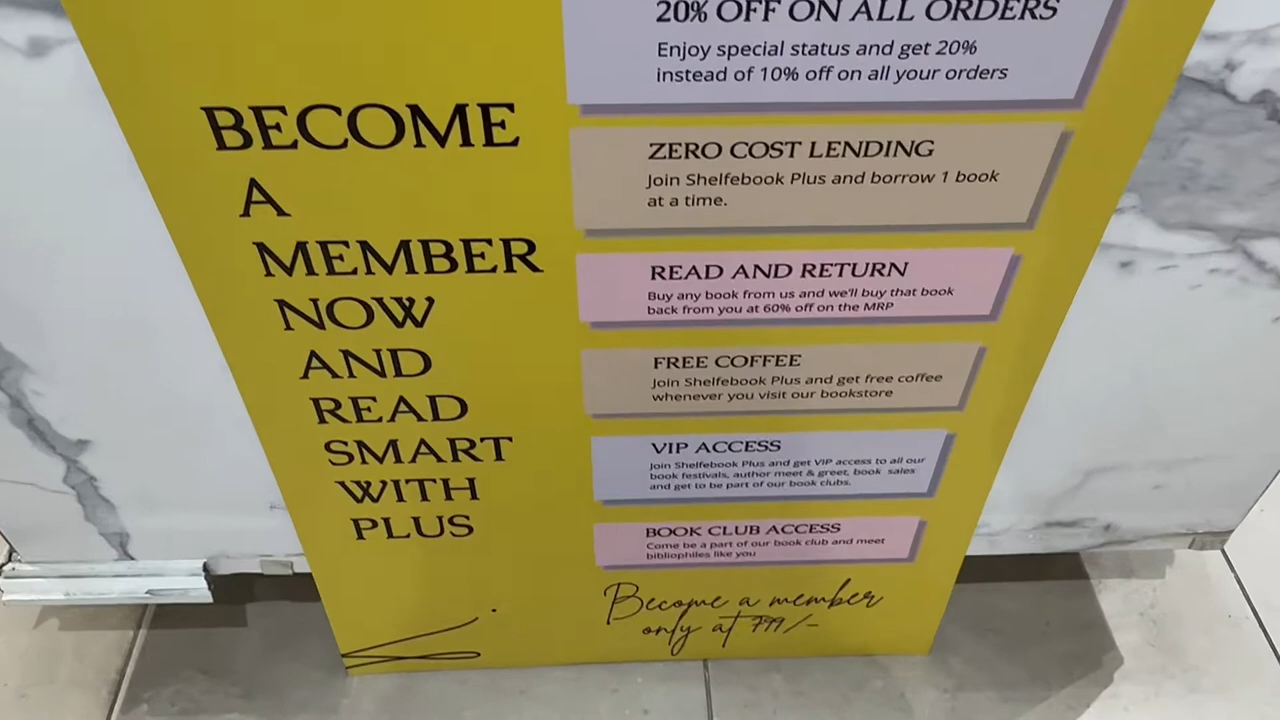 BECOME
A
MEMBER
NOW
AND
READ
SMART
WITH
PLUS
20% OFF ON ALL ORDERS
Enjoy special status and get 20%
instead of 10% off on all your orders
ZERO COST LENDING
Join Shelfebook Plus and borrow 1 book
at a time.
READ AND RETURN
Buy any book from us and we'll buy that book
back from you at 60% off on the MRP
FREE COFFEE
Join Shelfebook Plus and get free coffee
whenever you visit our bookstore
VIP ACCESS
Join Shelfebook Plus and get VIP access to all our
book festivals, author meet & greet, book sales
and get to be part of our book clubs.
BOOK CLUB ACCESS
Come be a part of our book club and meet
bibliophiles like you
Become a member
only at 799/-